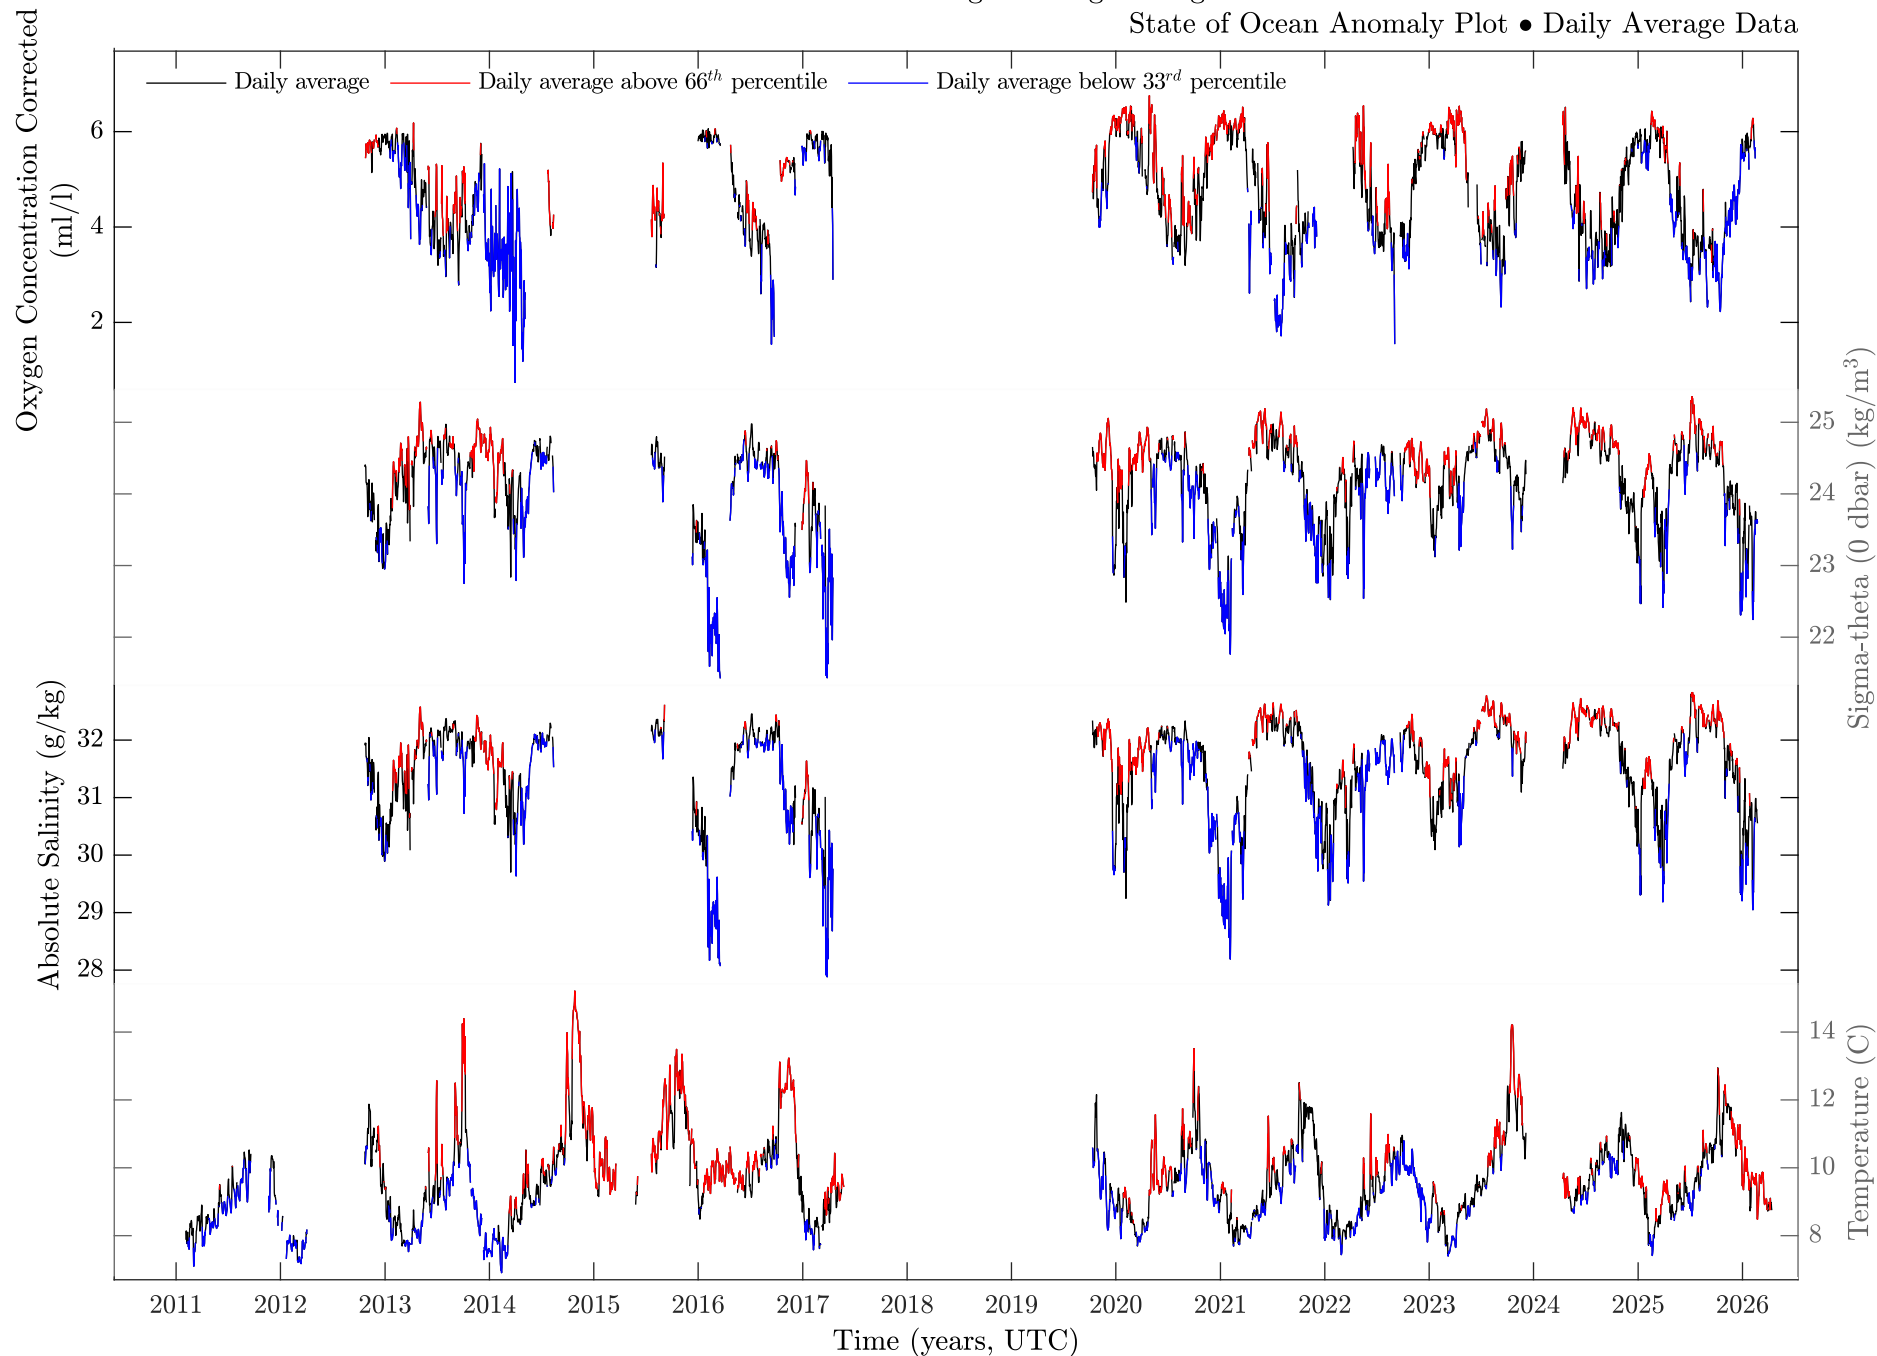 State of Ocean Anomaly Plot • Daily Average Data
Daily average
Daily average above 66th percentile
Daily average below 33rd percentile
Oxygen Concentration Corrected
(ml/l)
6
4
2
Sigma-theta (0 dbar) (kg/m3)
25
24
23
22
Absolute Salinity (g/kg)
32
31
30
29
28
Temperature (C)
14
12
10
8
2011 2012 2013 2014 2015 2016 2017 2018 2019 2020 2021 2022 2023 2024 2025 2026
Time (years, UTC)